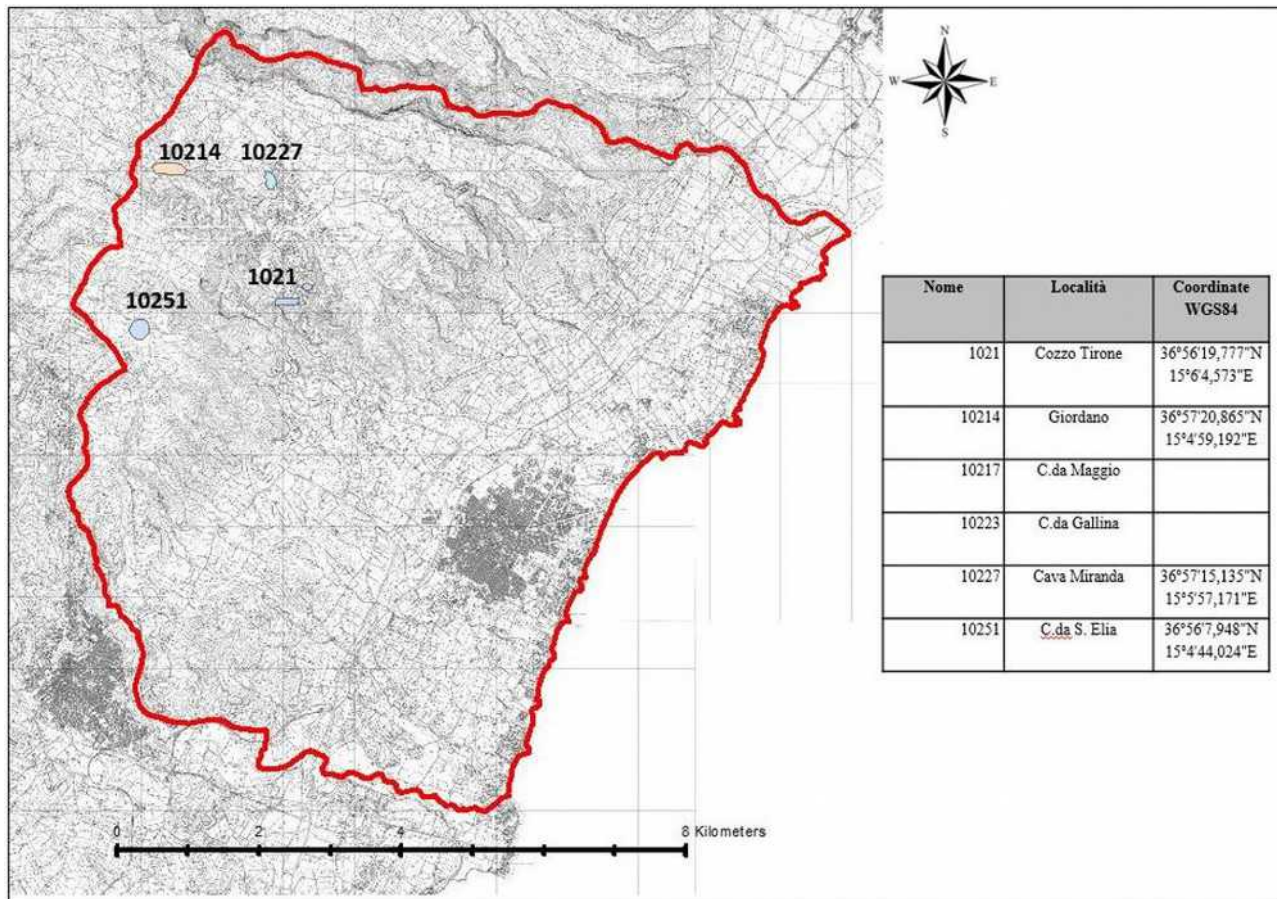 N
W E
S
10214 10227
1021
10251
Nome Località Coordinate WGS84
1021 Cozzo Tirone 36°56'19,777"N 15°6'4,573"E
10214 Giordano 36°57'20,865"N 15°4'59,192"E
10217 C.da Maggio
10223 C.da Gallina
10227 Cava Miranda 36°57'15,135"N 15°5'57,171"E
10251 C.da S. Elia 36°56'7,948"N 15°4'44,024"E
0 2 4 8 Kilometers